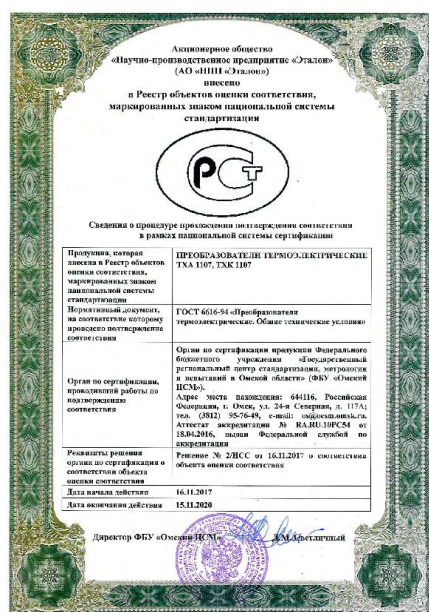 Акционерное общество
«Научно-производственное предприятие «Эталон»
(АО «НПП «Эталон»)
внесено
в Реестр объектов оценки соответствия,
маркированных знаком национальной системы
стандартизации
РСТ
Сведения о процедуре прохождения подтверждения соответствия
в рамках национальной системы сертификации
Продукция, которая
внесена в Реестр объектов
оценки соответствия,
маркированных знаком
национальной системы
стандартизации
ПРЕОБРАЗОВАТЕЛИ ТЕРМОЭЛЕКТРИЧЕСКИЕ
ТХА 1107, ТХК 1107
Нормативный документ,
на соответствие которому
проведено подтверждение
соответствия
ГОСТ 6616-94 «Преобразователи
термоэлектрические. Общие технические условия»
Орган по сертификации,
проводивший работы по
подтверждению
соответствия
Орган по сертификации продукции Федерального
бюджетного учреждения «Государственный
региональный центр стандартизации, метрологии
и испытаний в Омской области» (ФБУ «Омский
ЦСМ»).
Адрес места нахождения: 644116, Российская
Федерация, г. Омск, ул. 24-я Северная, д. 117А;
тел. (3812) 95-76-49, e-mail: os@ocsm.omsk.ru.
Аттестат аккредитации № RA.RU.10РС54 от
18.04.2016, выдан Федеральной службой по
аккредитации
Реквизиты решения
органа по сертификации о
соответствии объекта
оценки соответствия
Решение № 2/НСС от 16.11.2017 о соответствии
объекта оценки соответствия
Дата начала действия 16.11.2017
Дата окончания действия 15.11.2020
Директор ФБУ «Омский ЦСМ» Д.М. Светличный